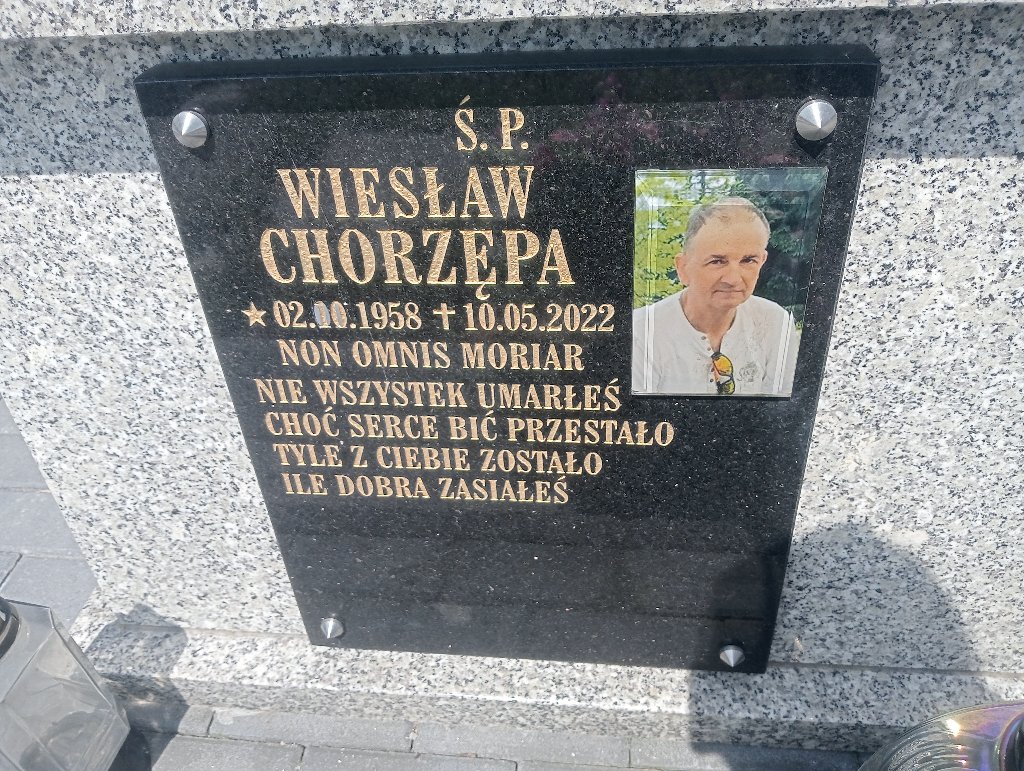 Ś. P.
WIESŁAW
CHORZĘPA
02.10.1958 10.05.2022
NON OMNIS MORIAR
NIE WSZYSTEK UMARŁEŚ
CHOĆ SERCE BIĆ PRZESTAŁO
TYLE Z CIEBIE ZOSTAŁO
ILE DOBRA ZASIAŁEŚ